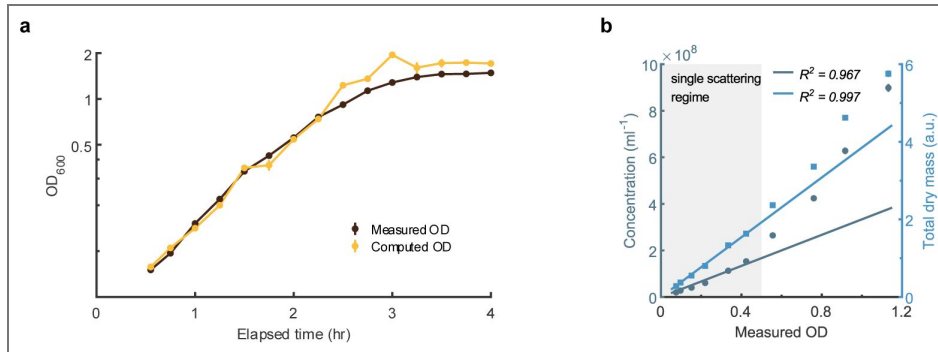 a
OD600
2
1
0.5
0
1
2
3
4
Elapsed time (hr)
Measured OD
Computed OD
b
10 × 10⁸
8
6
4
2
0
Concentration (ml⁻¹)
single scattering
regime
R² = 0.967
R² = 0.997
6
4
2
0
Total dry mass (a.u.)
0
0.4
0.8
1.2
Measured OD